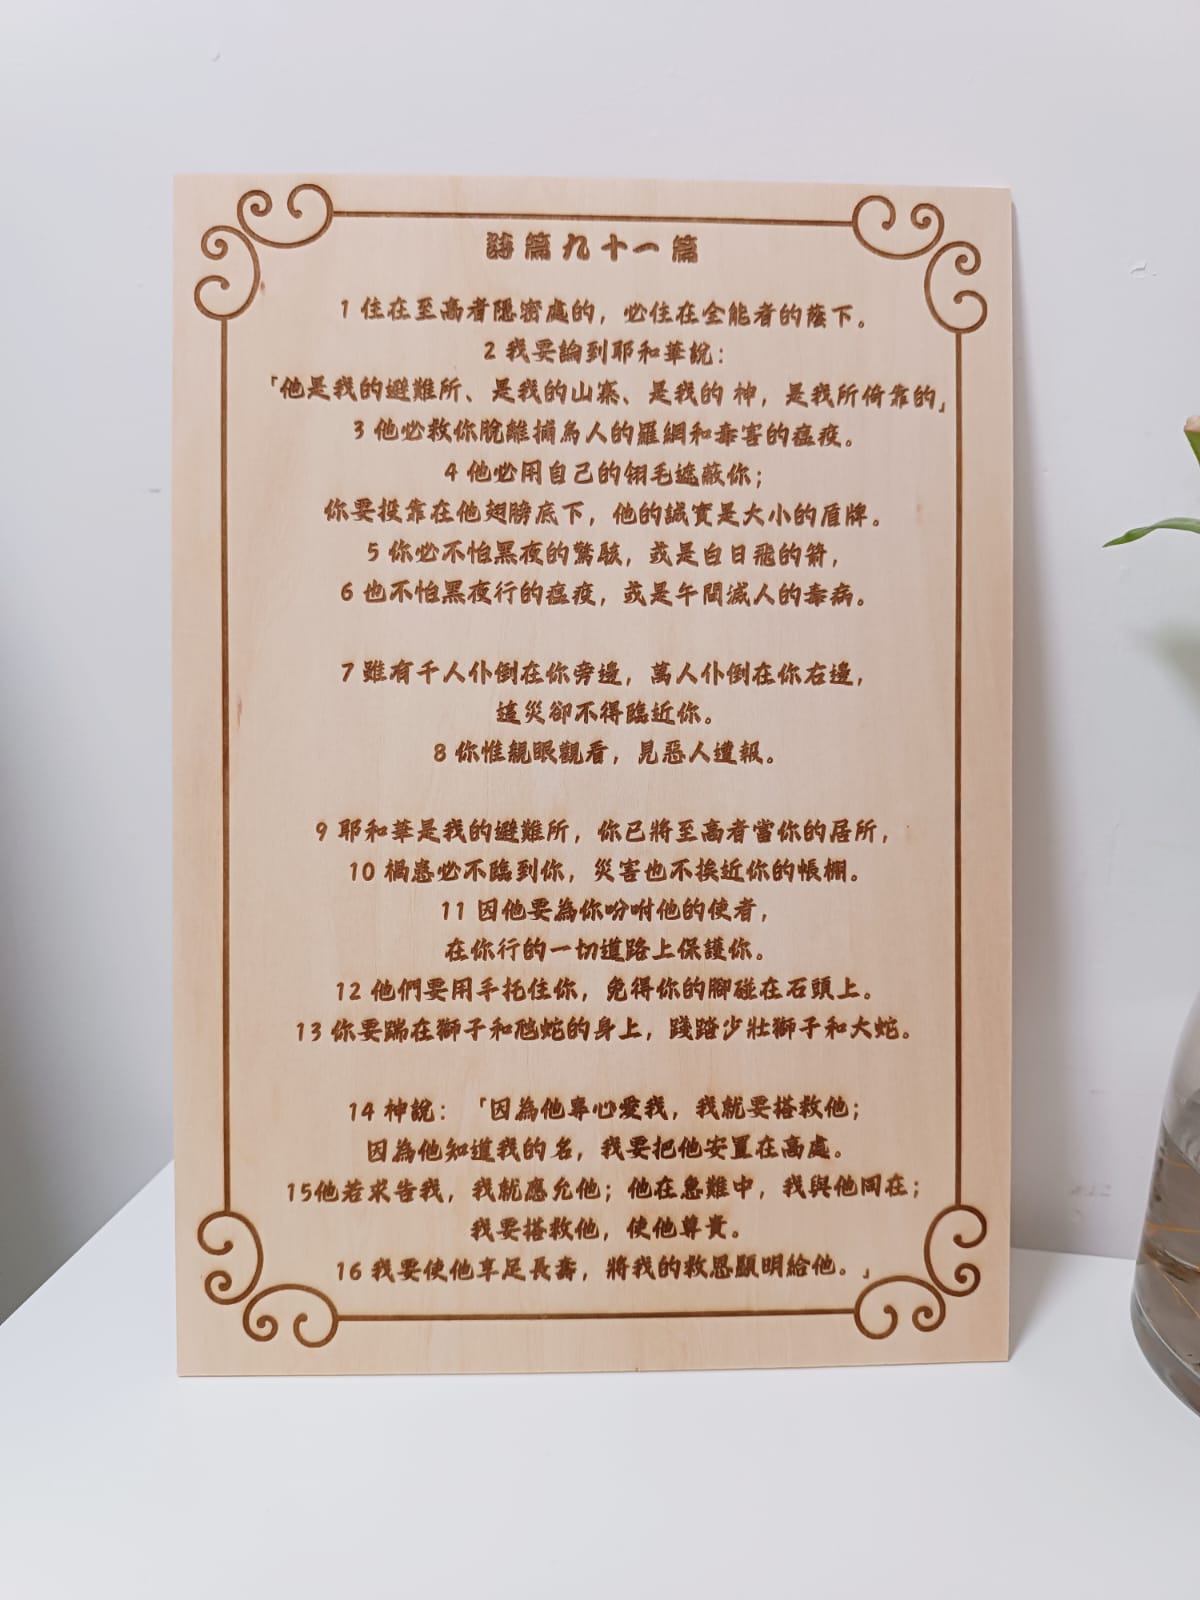 詩篇九十一篇
1 住在至高者隱密處的，必住在全能者的蔭下。
2 我要論到耶和華說：
「他是我的避難所、是我的山寨、是我的 神，是我所倚靠的」
3 他必救你脫離捕鳥人的羅網和毒害的瘟疫。
4 他必用自己的翎毛遮蔽你；
你要投靠在他翅膀底下，他的誠實是大小的盾牌。
5 你必不怕黑夜的驚駭，或是白日飛的箭，
6 也不怕黑夜行的瘟疫，或是午間滅人的毒病。
7 雖有千人仆倒在你旁邊，萬人仆倒在你右邊，
這災卻不得臨近你。
8 你惟親眼觀看，見惡人遭報。
9 耶和華是我的避難所，你已將至高者當你的居所，
10 禍患必不臨到你，災害也不挨近你的帳棚。
11 因他要為你吩咐他的使者，
在你行的一切道路上保護你。
12 他們要用手托住你，免得你的腳碰在石頭上。
13 你要踹在獅子和虺蛇的身上，踐踏少壯獅子和大蛇。
14 神說：「因為他專心愛我，我就要搭救他；
因為他知道我的名，我要把他安置在高處。
15他若求告我，我就應允他；他在急難中，我與他同在；
我要搭救他，使他尊貴。
16 我要使他享足長壽，將我的救恩顯明給他。」